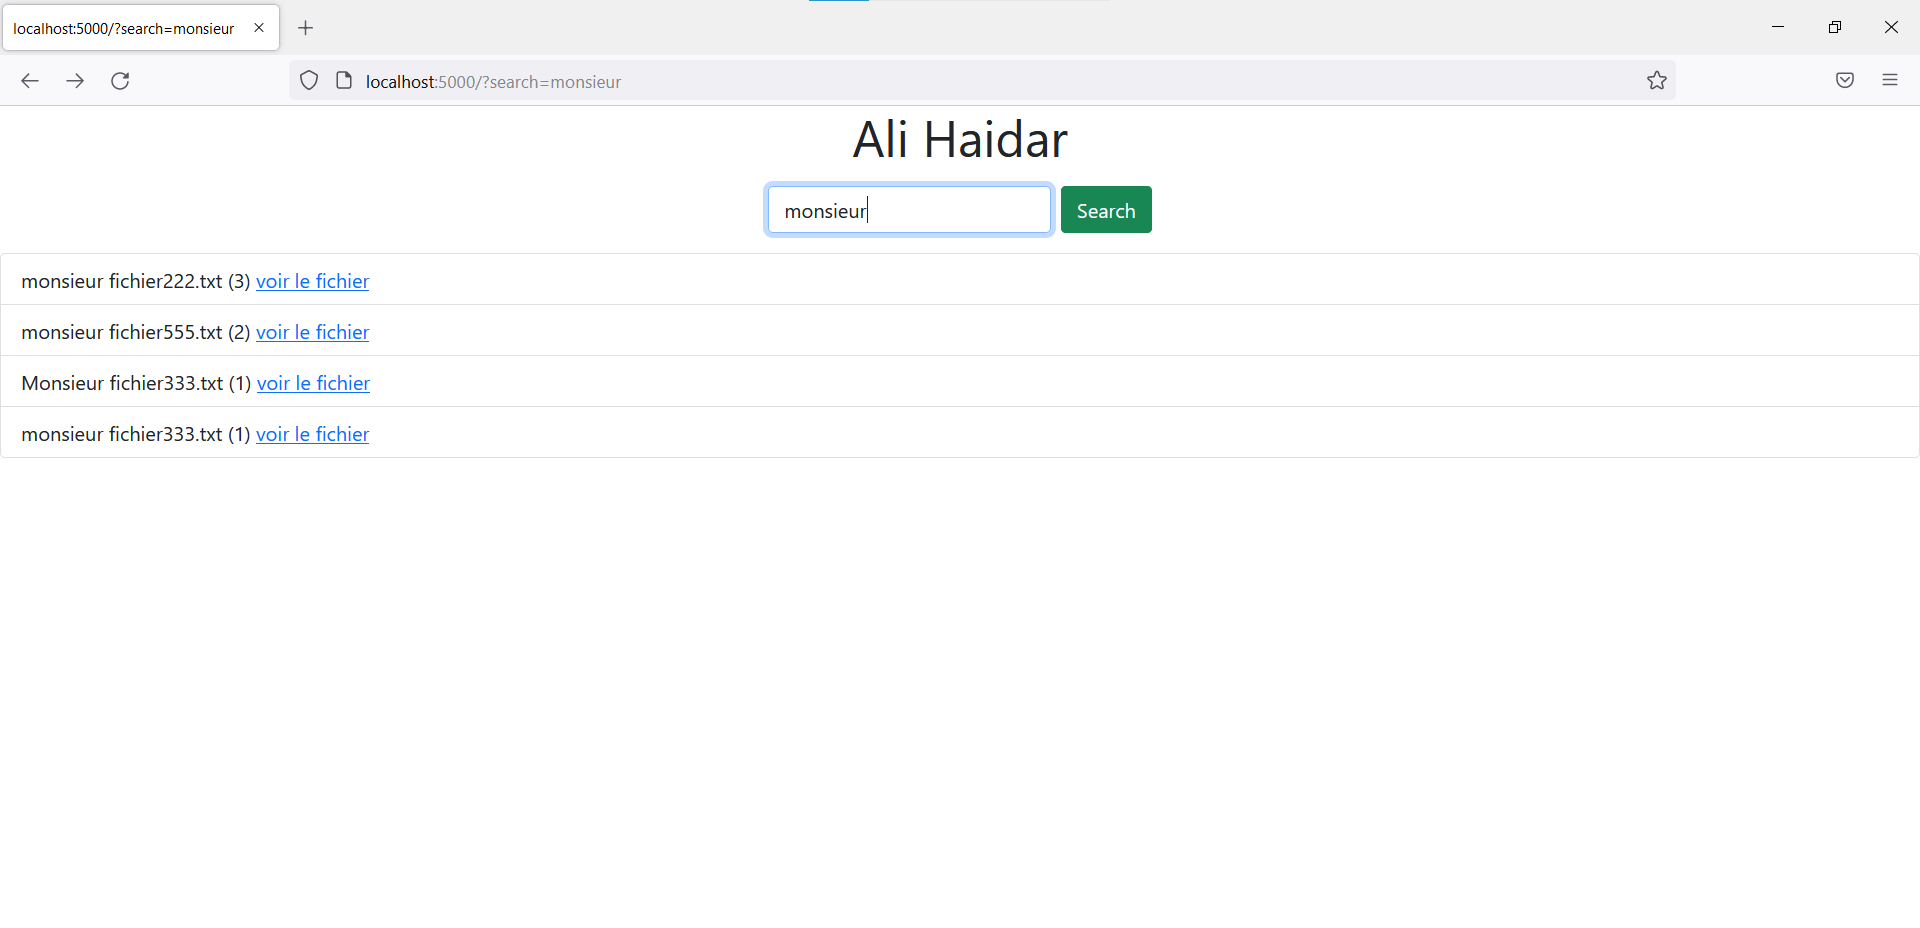 localhost:5000/?search=monsieur
localhost:5000/?search=monsieur
Ali Haidar
monsieur Search
monsieur fichier222.txt (3) voir le fichier
monsieur fichier555.txt (2) voir le fichier
Monsieur fichier333.txt (1) voir le fichier
monsieur fichier333.txt (1) voir le fichier